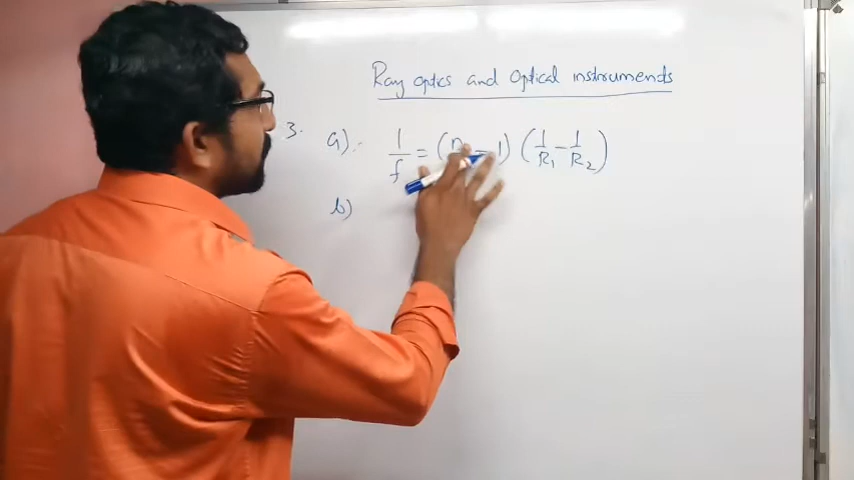 Ray optics and Optical instruments
3. a). 1/f = (n - 1) (1/R₁ - 1/R₂)
b)